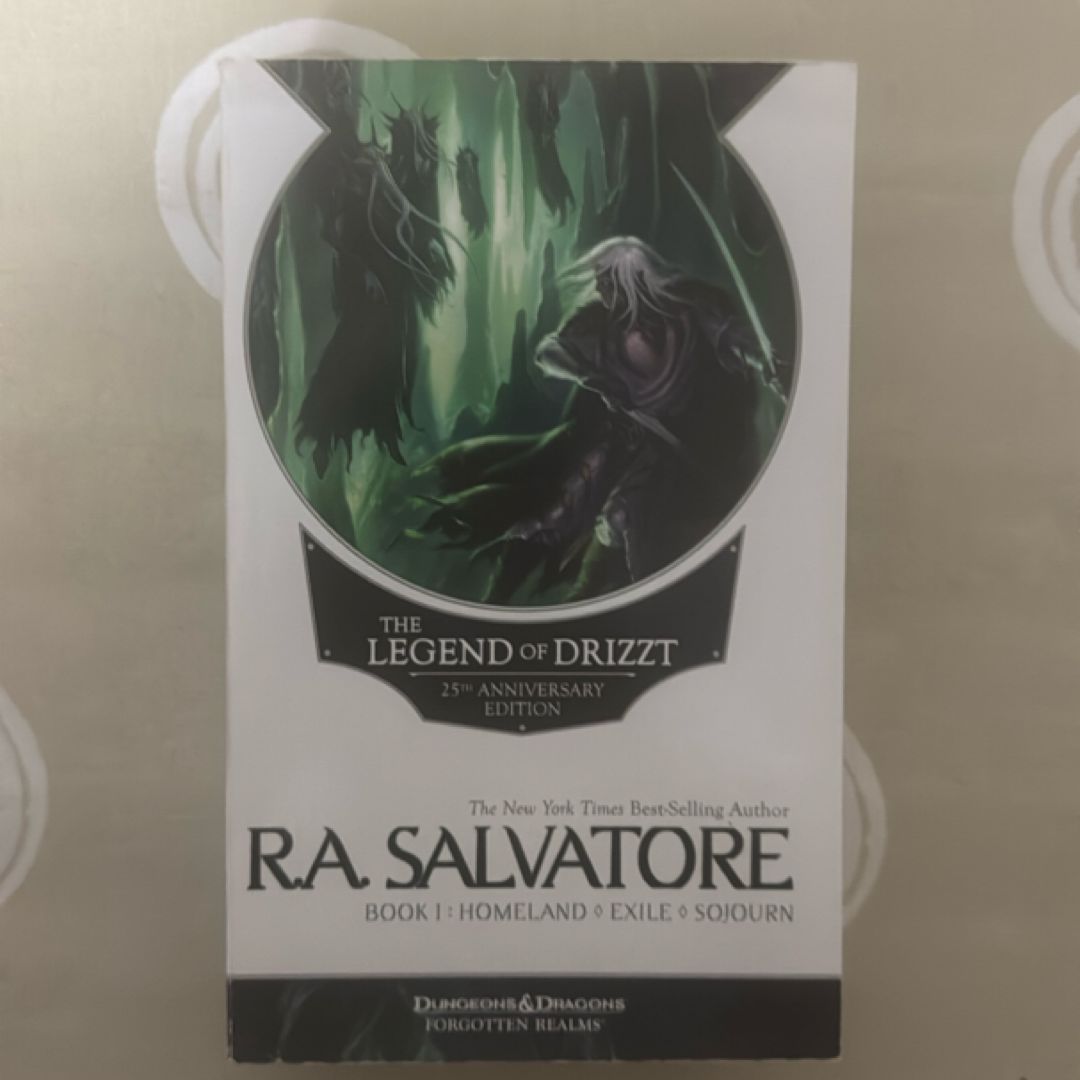 THE
LEGEND OF DRIZZT
25TH ANNIVERSARY
EDITION
The New York Times Best-Selling Author
R.A. SALVATORE
BOOK I : HOMELAND ◊ EXILE ◊ SOJOURN
DUNGEONS & DRAGONS
FORGOTTEN REALMS